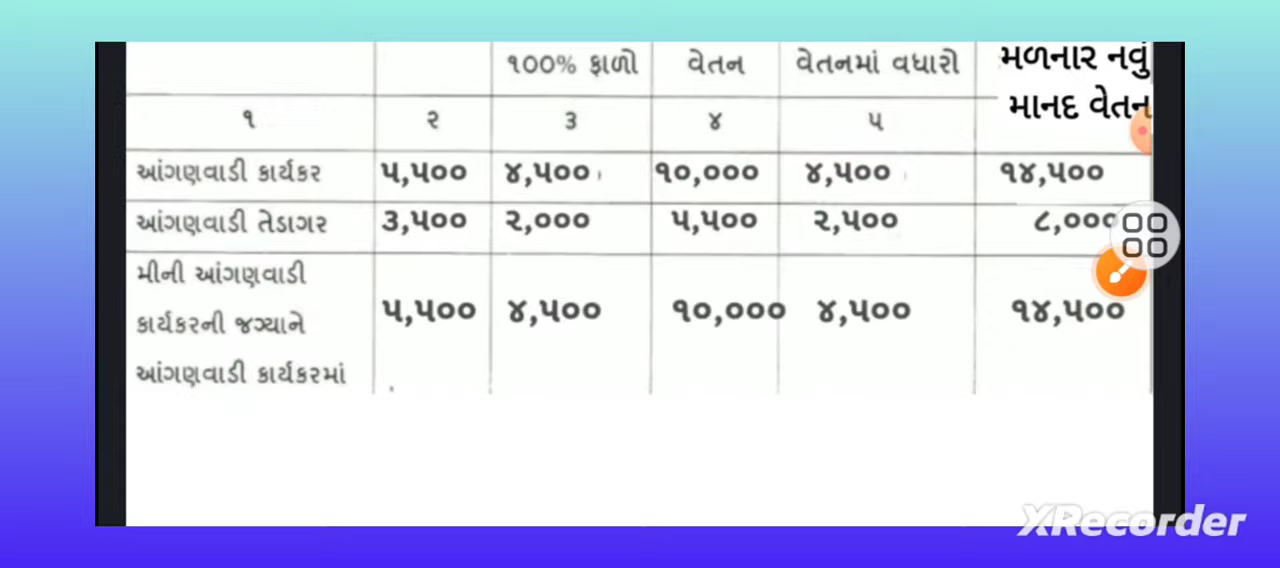 ૧૦૦% ફાળો વેતન વેતનમાં વધારો મળનાર નવું
માનદ વેતન
૧ ૨ ૩ ૪ ૫
આંગણવાડી કાર્યકર ૫,૫૦૦ ૪,૫૦૦ ૧૦,૦૦૦ ૪,૫૦૦ ૧૪,૫૦૦
આંગણવાડી તેડાગર ૩,૫૦૦ ૨,૦૦૦ ૫,૫૦૦ ૨,૫૦૦ ૮,૦૦૦
મીની આંગણવાડી
કાર્યકરની જગ્યાને ૫,૫૦૦ ૪,૫૦૦ ૧૦,૦૦૦ ૪,૫૦૦ ૧૪,૫૦૦
આંગણવાડી કાર્યકરમાં
XRecorder